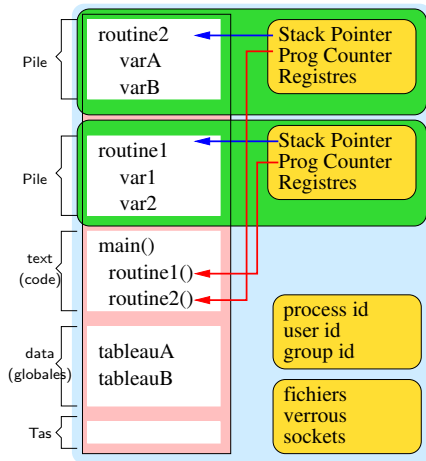 Pile
routine2
varA
varB
Stack Pointer
Prog Counter
Registres
Pile
routine1
var1
var2
Stack Pointer
Prog Counter
Registres
text
(code)
main()
routine1()
routine2()
data
(globales)
tableauA
tableauB
Tas
process id
user id
group id
fichiers
verrous
sockets